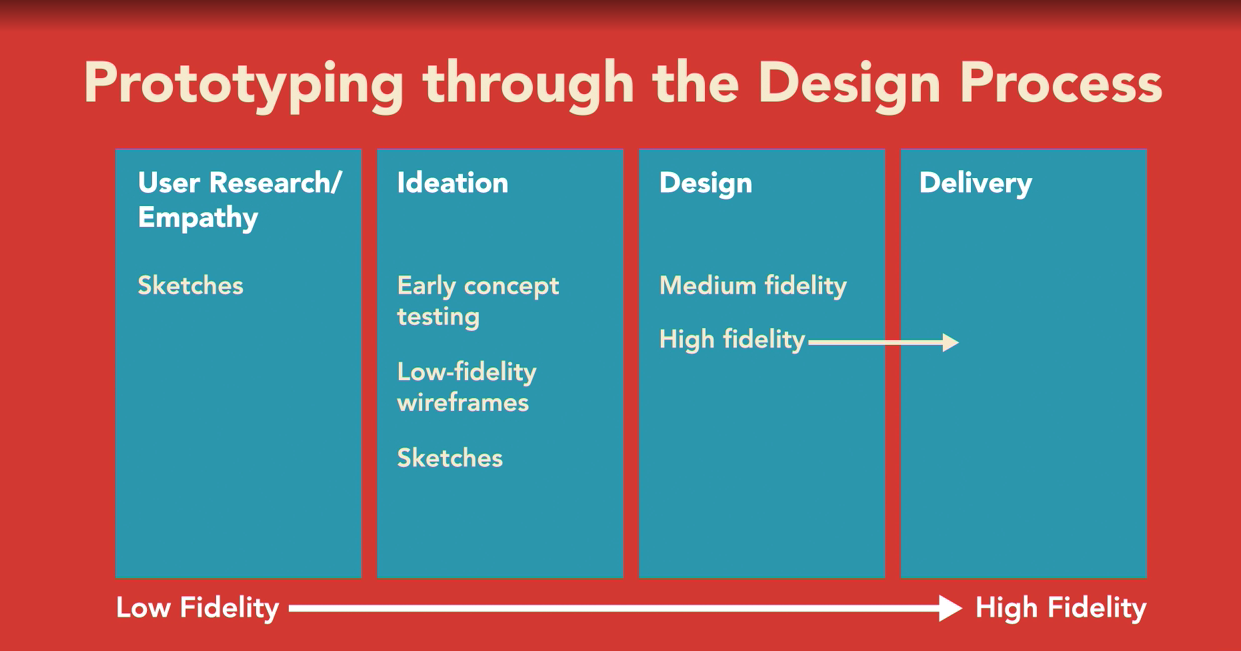 Prototyping through the Design Process
User Research/
Empathy
Sketches
Ideation
Early concept
testing
Low-fidelity
wireframes
Sketches
Design
Medium fidelity
High fidelity
Delivery
Low Fidelity
High Fidelity